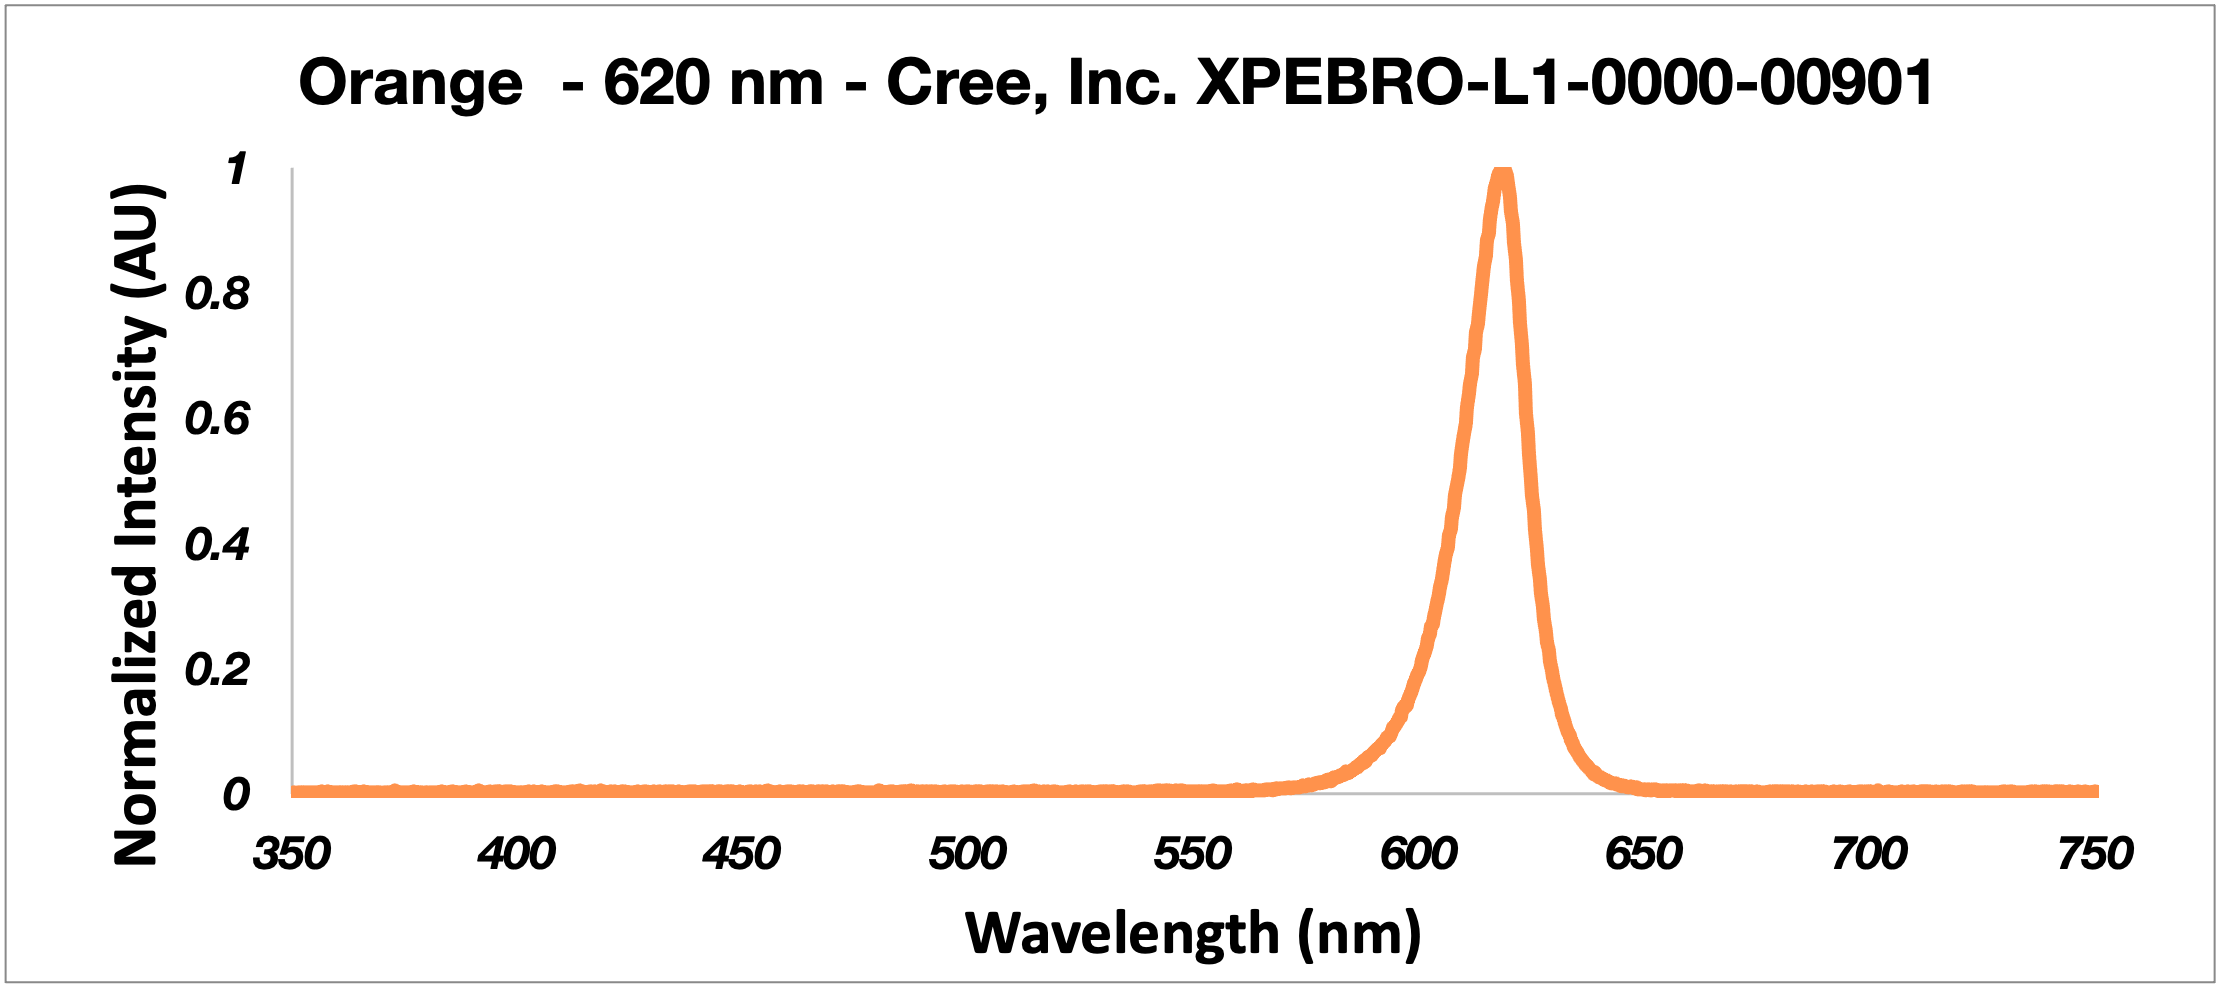 Orange  - 620 nm - Cree, Inc. XPEBRO-L1-0000-00901
Normalized Intensity (AU)
1
0.8
0.6
0.4
0.2
0
350 400 450 500 550 600 650 700 750
Wavelength (nm)